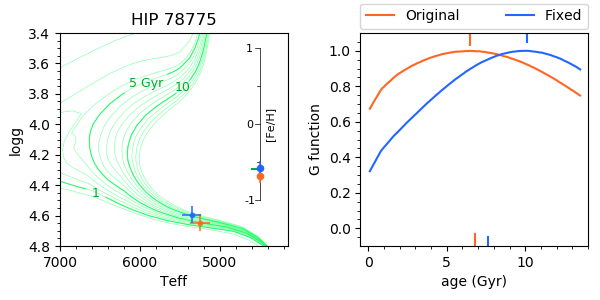 HIP 78775
3.4
3.6
3.8
4.0
4.2
4.4
4.6
4.8
logg
7000
6000
5000
Teff
5 Gyr
10
1
1
0
-1
[Fe/H]
Original
Fixed
1.0
0.8
0.6
0.4
0.2
0.0
G function
0
5
10
age (Gyr)